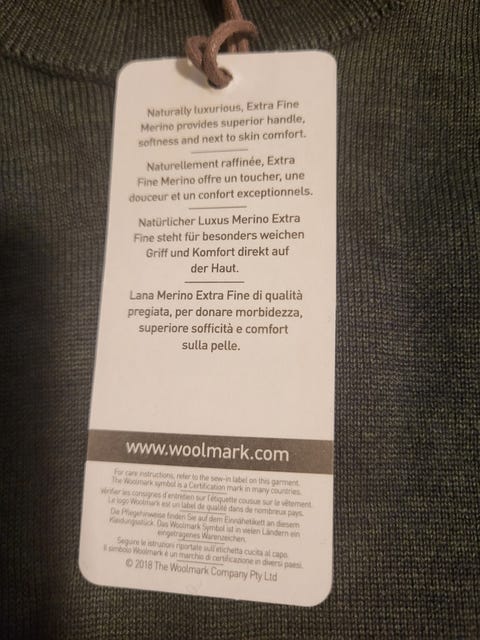 Naturally luxurious, Extra Fine
Merino provides superior handle,
softness and next to skin comfort.
Naturellement raffinée, Extra
Fine Merino offre un toucher, une
douceur et un confort exceptionnels.
Natürlicher Luxus Merino Extra
Fine steht für besonders weichen
Griff und Komfort direkt auf
der Haut.
Lana Merino Extra Fine di qualità
pregiata, per donare morbidezza,
superiore sofficità e comfort
sulla pelle.
www.woolmark.com
For care instructions, refer to the sew-in label on this garment.
The Woolmark symbol is a Certification mark in many countries.
Vérifier les consignes d'entretien sur l'étiquette cousue sur le vêtement.
Le logo Woolmark est un label de qualité dans de nombreux pays.
Die Pflegehinweise finden Sie auf dem Einnähetikett an diesem
Kleidungsstück. Das Woolmark Symbol ist in vielen Ländern ein
eingetragenes Warenzeichen.
Seguire le istruzioni riportate sull'etichetta cucita al capo.
Il simbolo Woolmark è un marchio di certificazione in diversi paesi.
© 2018 The Woolmark Company Pty Ltd